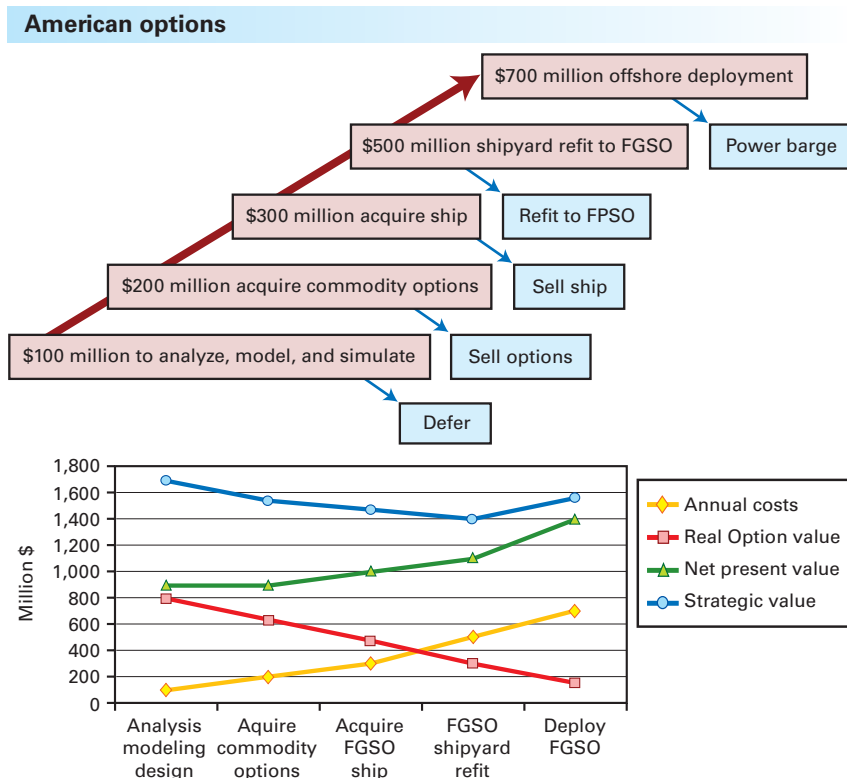 American options
$700 million offshore deployment
$500 million shipyard refit to FGSO
Power barge
$300 million acquire ship
Refit to FPSO
$200 million acquire commodity options
Sell ship
$100 million to analyze, model, and simulate
Sell options
Defer
Million $
1,800
1,600
1,400
1,200
1,000
800
600
400
200
0
Analysis
modeling
design
Aquire
commodity
options
Acquire
FGSO
ship
FGSO
shipyard
refit
Deploy
FGSO
Annual costs
Real Option value
Net present value
Strategic value